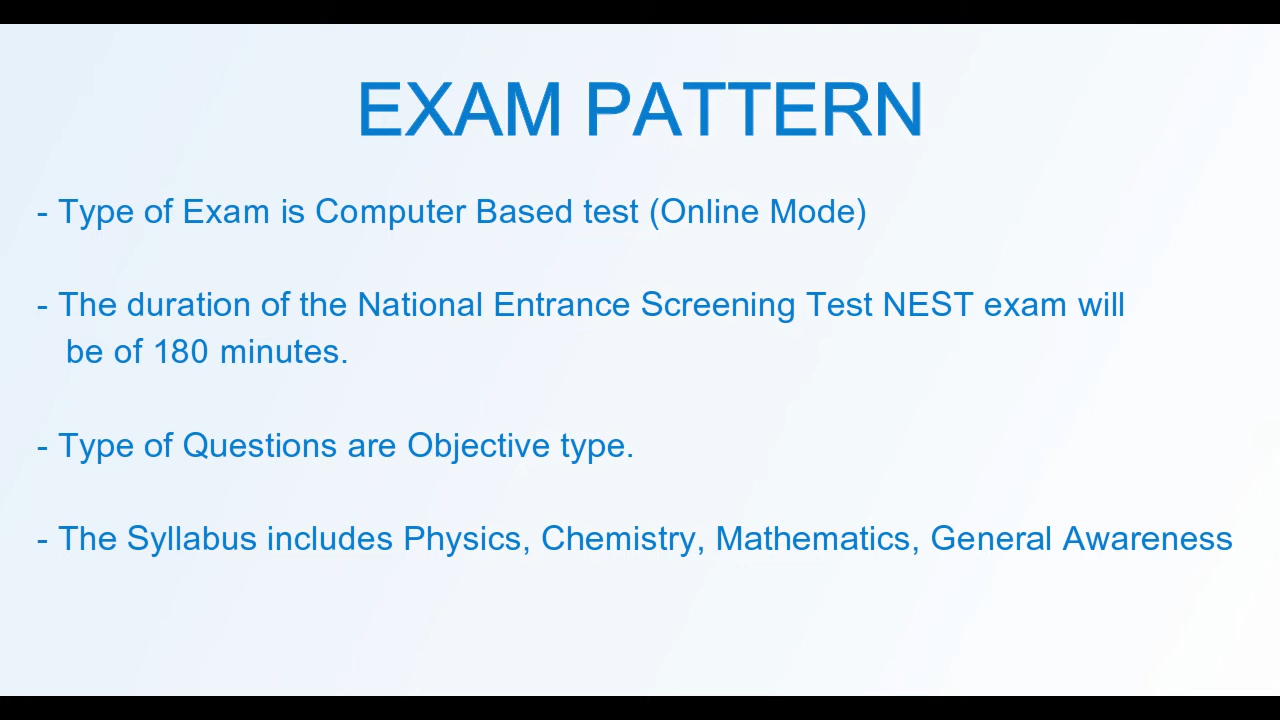 EXAM PATTERN
- Type of Exam is Computer Based test (Online Mode)
- The duration of the National Entrance Screening Test NEST exam will
be of 180 minutes.
- Type of Questions are Objective type.
- The Syllabus includes Physics, Chemistry, Mathematics, General Awareness